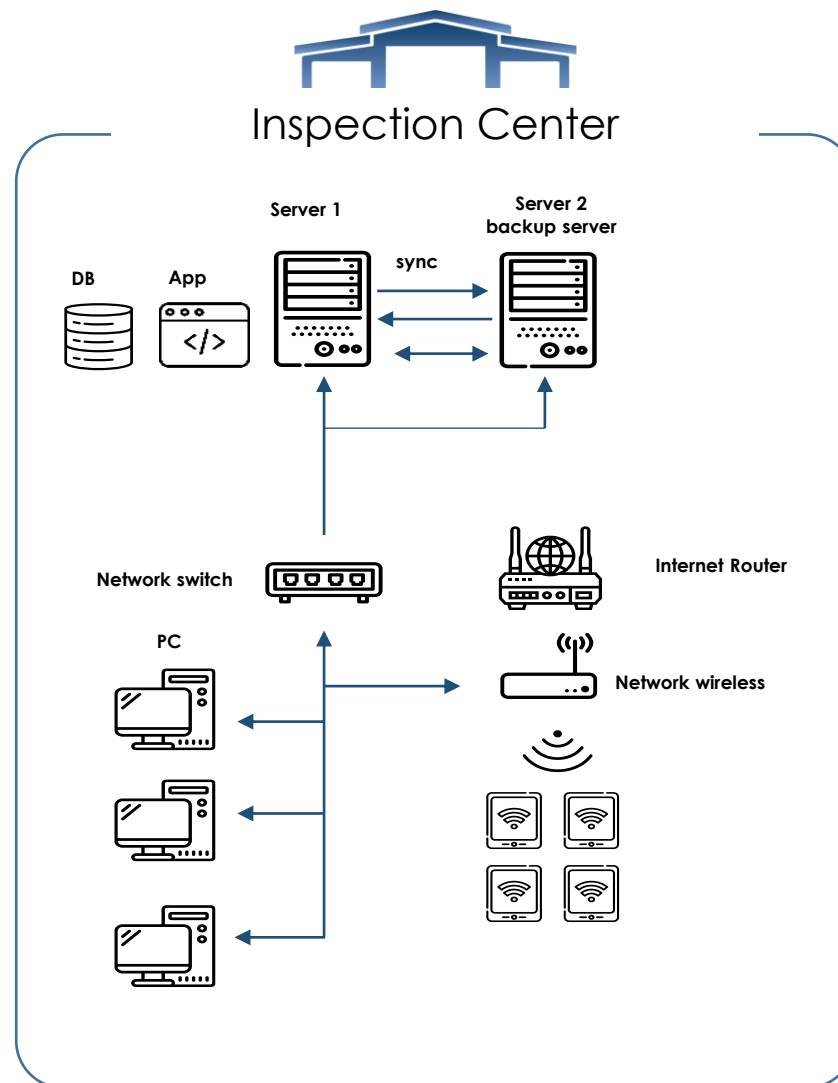 Inspection Center
Server 1
Server 2
backup server
sync
DB
App
</>
Network switch
Internet Router
PC
Network wireless